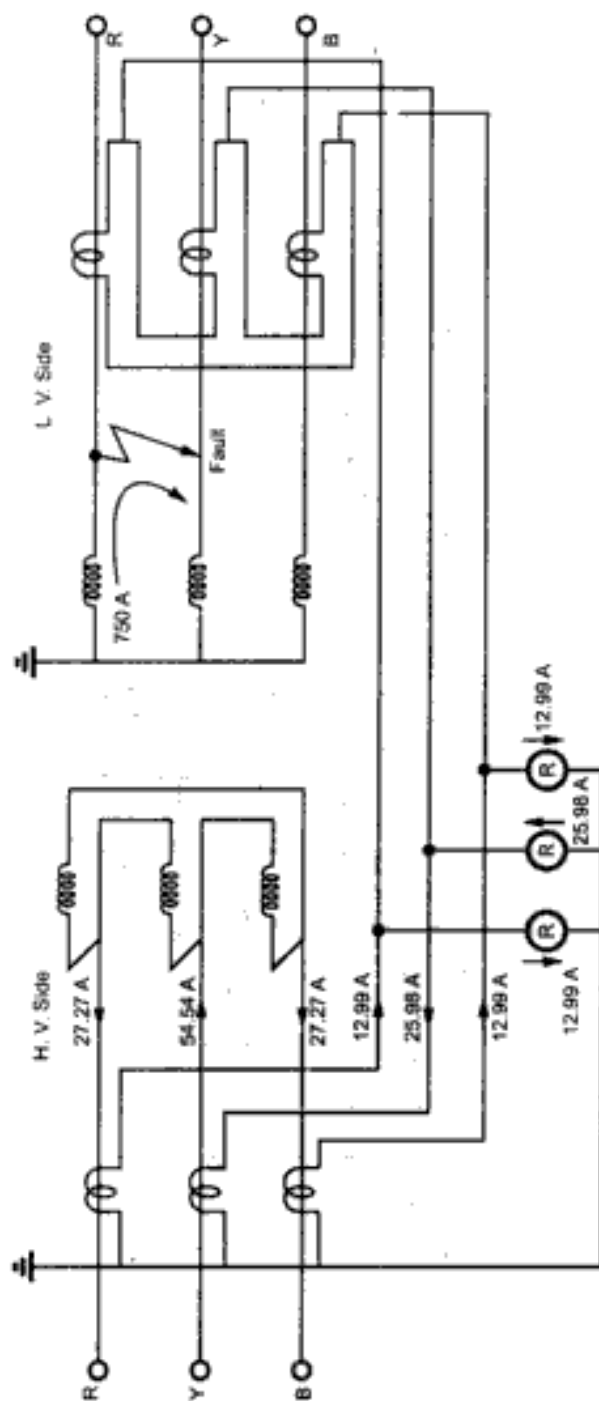 H. V. Side
L. V. Side
R
27.27 A
R
750 A
Y
54.54 A
Fault
Y
B
27.27 A
B
12.99 A
25.98 A
12.99 A
12.99 A
R
R
R
25.98 A
12.99 A